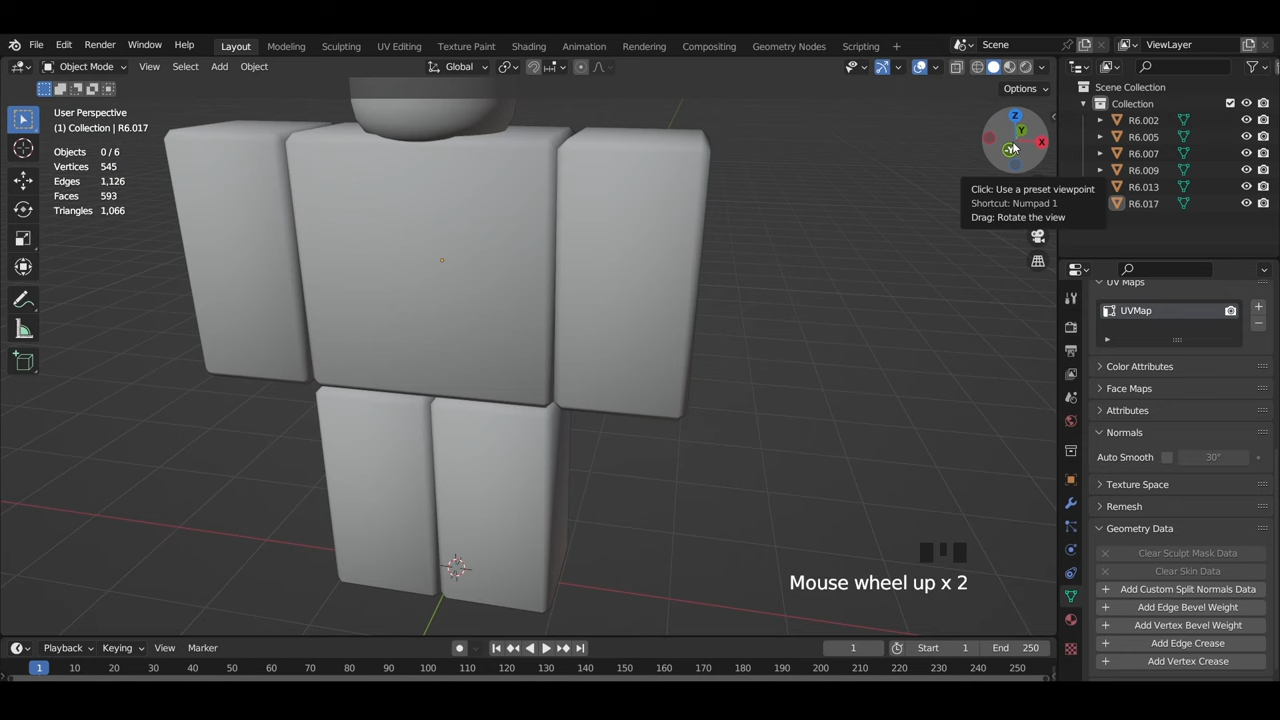 File Edit Render Window Help Layout Modeling Sculpting UV Editing Texture Paint Shading Animation Rendering Compositing Geometry Nodes Scripting + Scene ViewLayer
Object Mode View Select Add Object Global
Options
User Perspective
(1) Collection | R6.017
Objects 0/6
Vertices 545
Edges 1,126
Faces 593
Triangles 1,066
Z
Y
X
-Y
Click: Use a preset viewpoint
Shortcut: Numpad 1
Drag: Rotate the view
Scene Collection
Collection
R6.002
R6.005
R6.007
R6.009
R6.013
R6.017
UV Maps
UVMap
Color Attributes
Face Maps
Attributes
Normals
Auto Smooth 30°
Texture Space
Remesh
Geometry Data
Clear Sculpt Mask Data
Clear Skin Data
Add Custom Split Normals Data
Add Edge Bevel Weight
Add Vertex Bevel Weight
Add Edge Crease
Add Vertex Crease
Mouse wheel up x 2
Playback Keying View Marker 1 Start 1 End 250
1 10 20 30 40 50 60 70 80 90 100 110 120 130 140 150 160 170 180 190 200 210 220 230 240 250